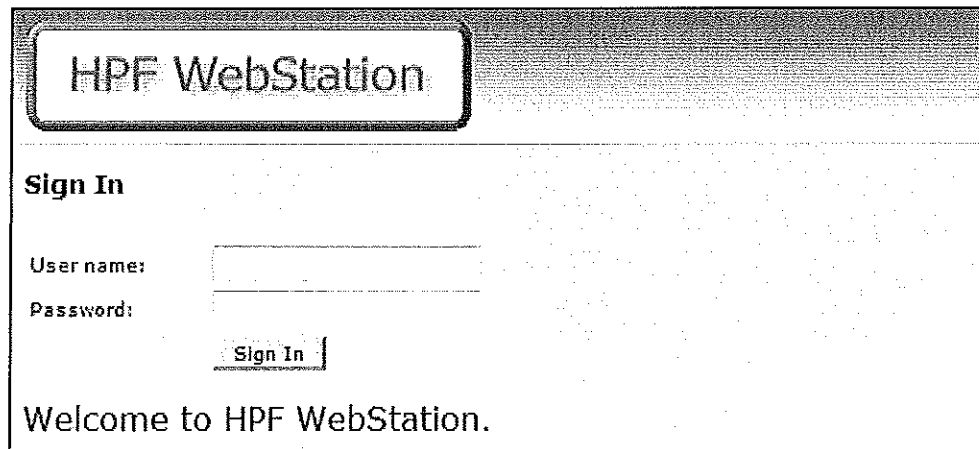 HPF WebStation
Sign In
User name:
Password:
Sign In
Welcome to HPF WebStation.